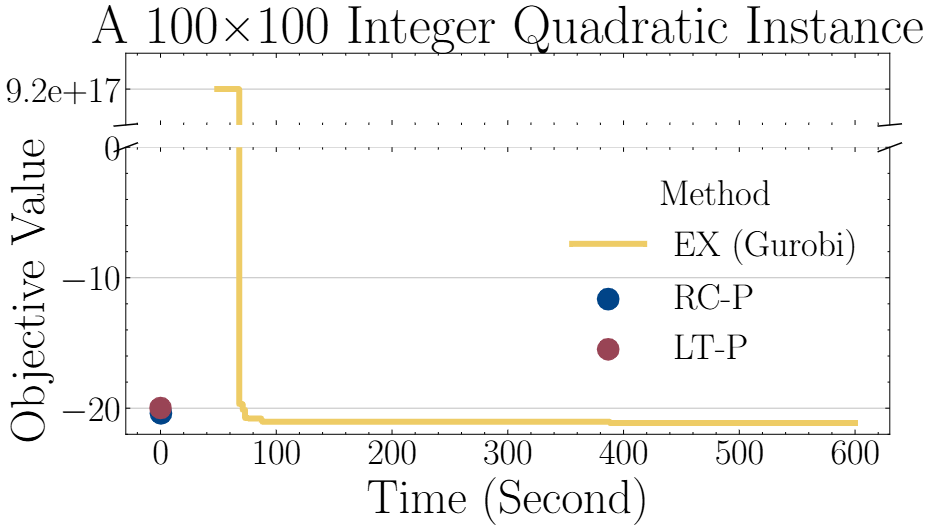 A 100×100 Integer Quadratic Instance
9.2e+17
0
−10
−20
Objective Value
Method
EX (Gurobi)
RC-P
LT-P
0 100 200 300 400 500 600
Time (Second)